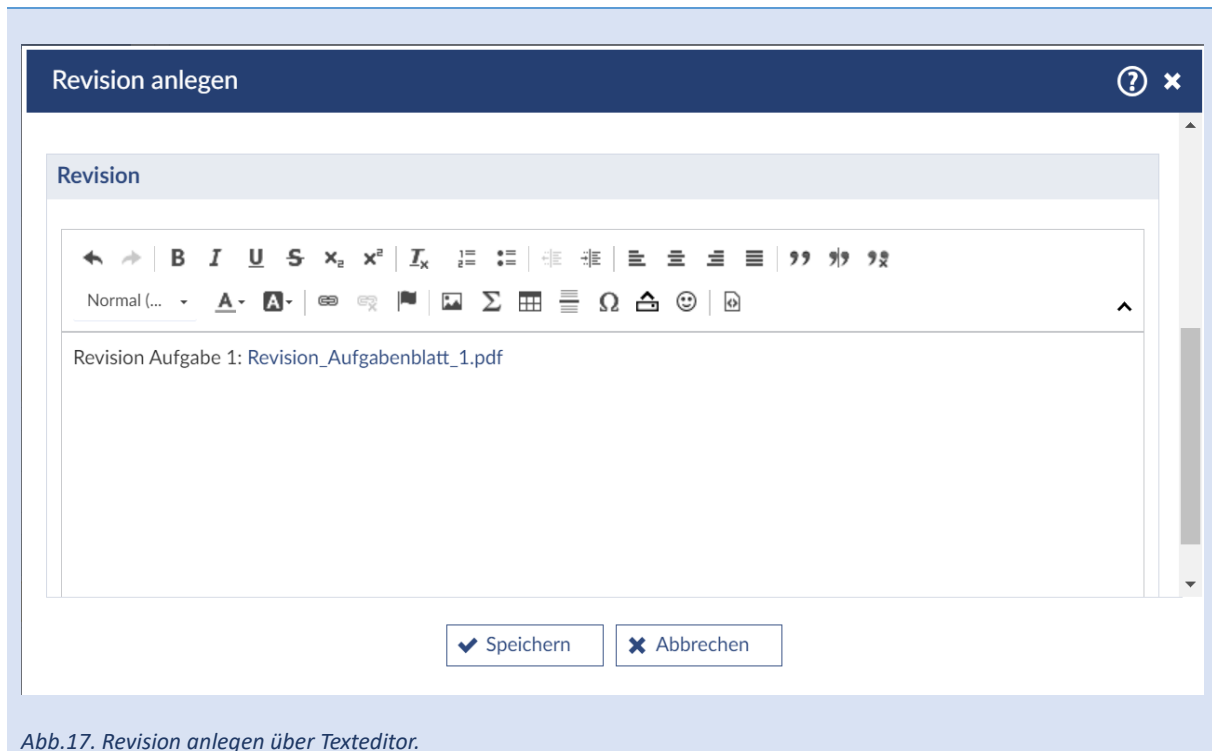 Revision anlegen
Revision
Normal (...
Revision Aufgabe 1: Revision_Aufgabenblatt_1.pdf
Speichern
Abbrechen
Abb.17. Revision anlegen über Texteditor.